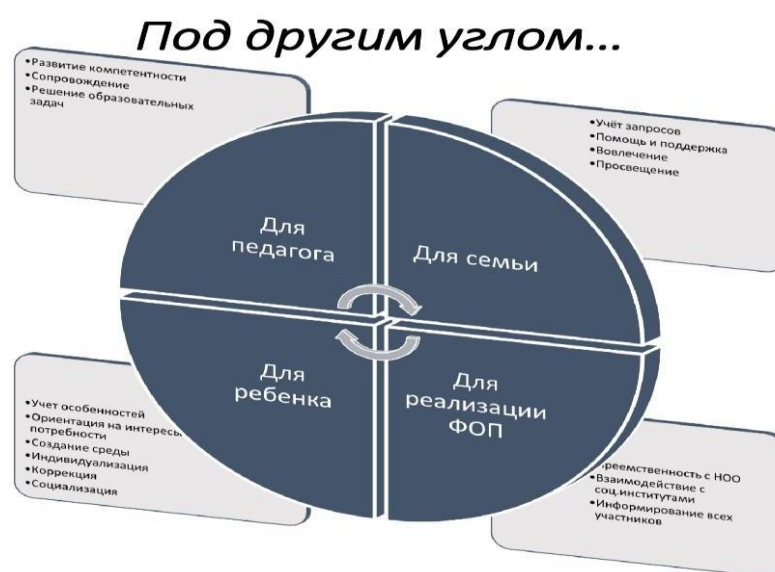 Под другим углом...
•Развитие компетентности
•Сопровождение
•Решение образовательных
задач
•Учёт запросов
•Помощь и поддержка
•Вовлечение
•Просвещение
Для
педагога
Для семьи
Для
ребенка
Для
реализации
ФОП
•Учет особенностей
•Ориентация на интересы
потребности
•Создание среды
•Индивидуализация
•Коррекция
•Социализация
с НОО
•Взаимодействие с
соц.институтами
•Информирование всех
участников